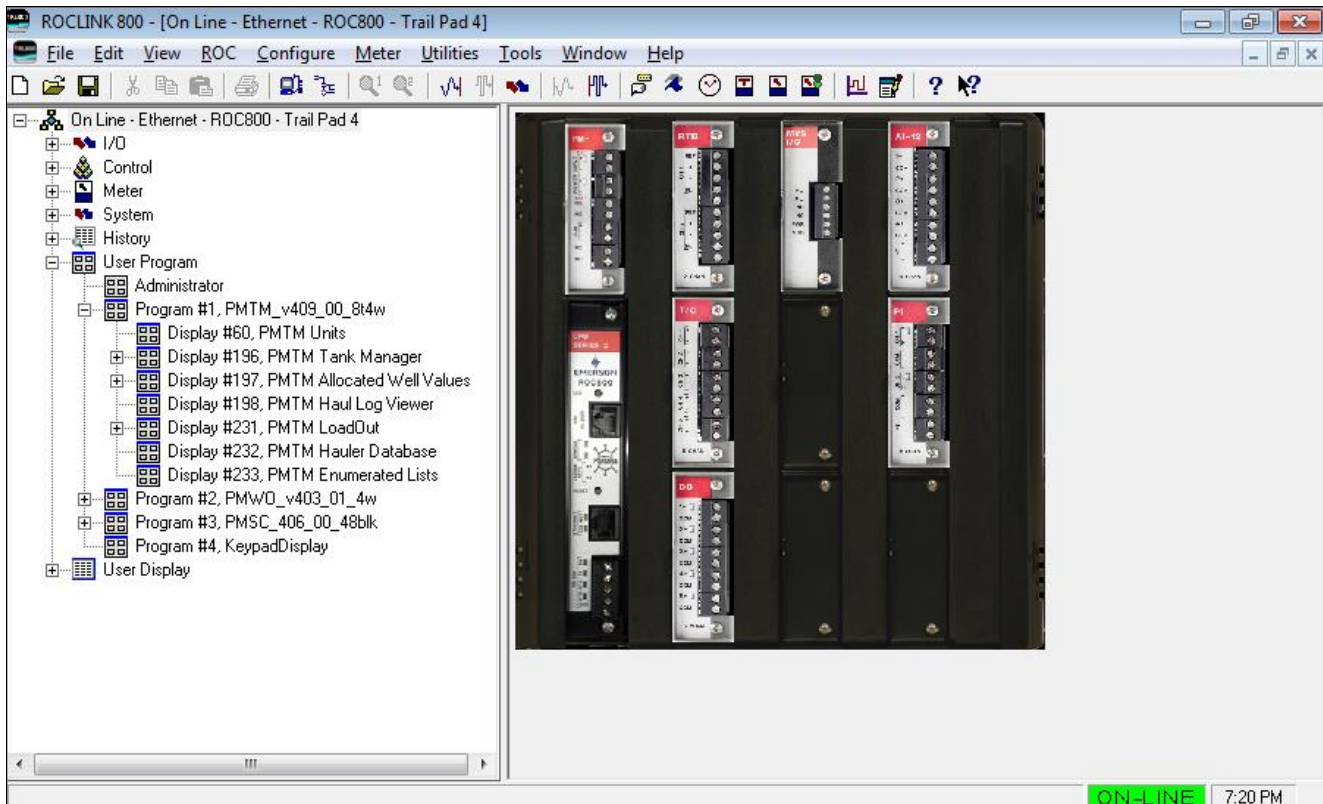 ROCLINK 800 - [On Line - Ethernet - ROC800 - Trail Pad 4]
File Edit View ROC Configure Meter Utilities Tools Window Help
On Line - Ethernet - ROC800 - Trail Pad 4
I/O
Control
Meter
System
History
User Program
Administrator
Program #1, PMTM_v409_00_8t4w
Display #60, PMTM Units
Display #196, PMTM Tank Manager
Display #197, PMTM Allocated Well Values
Display #198, PMTM Haul Log Viewer
Display #231, PMTM LoadOut
Display #232, PMTM Hauler Database
Display #233, PMTM Enumerated Lists
Program #2, PMWO_v403_01_4w
Program #3, PMSC_406_00_48blk
Program #4, KeypadDisplay
User Display
RTD
MVS
I/O
AI-12
T/C
PI
CPU
SERIES 2
EMERSON
ROC800
DO
ON-LINE
7:20 PM